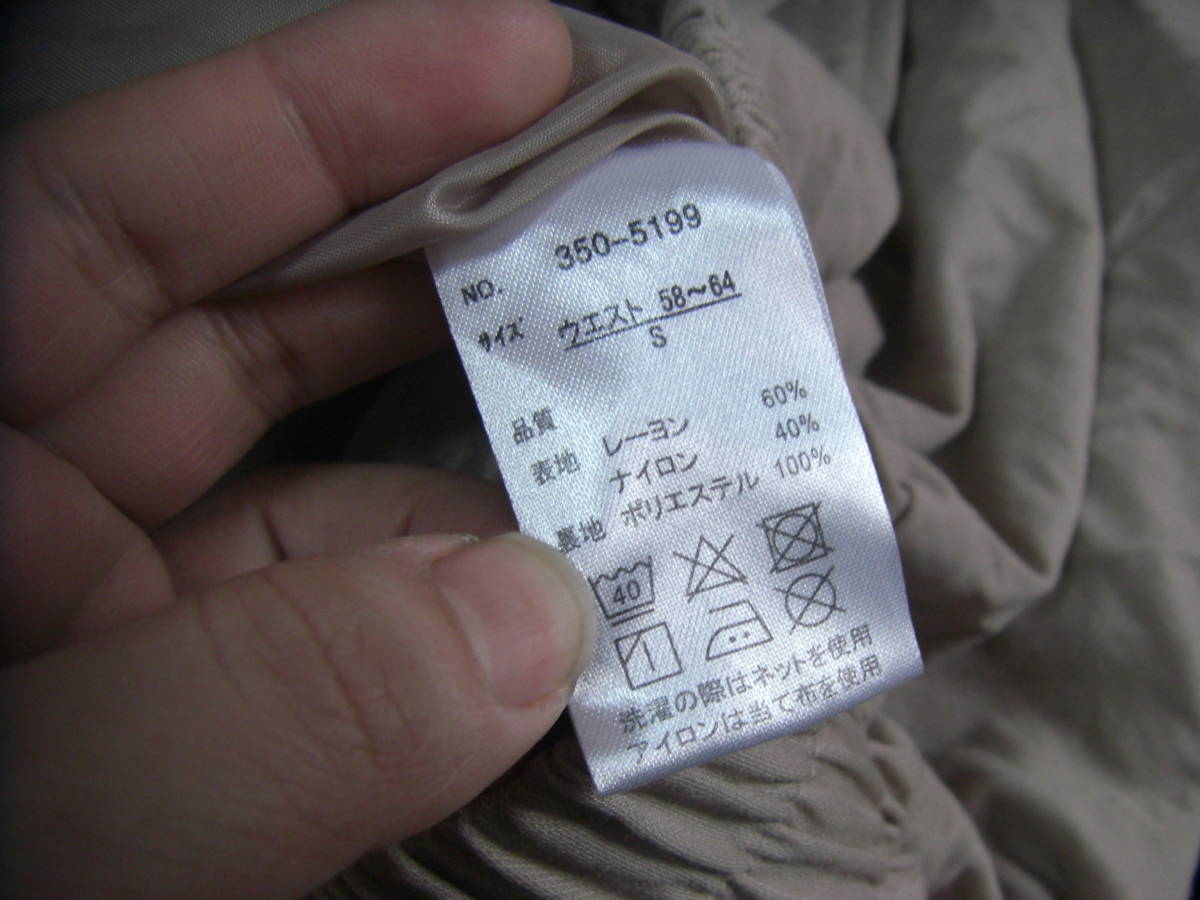 NO. 350-5199
サイズ ウエスト 58～64
S
品質
表地 レーヨン 60%
ナイロン 40%
裏地 ポリエステル 100%
40
洗濯の際はネットを使用
アイロンは当て布を使用